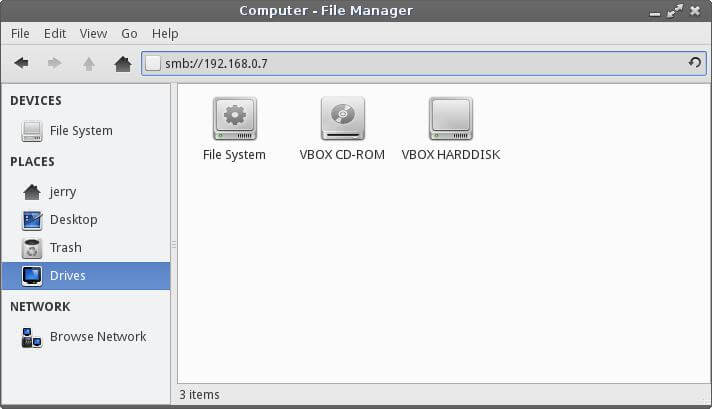 Computer - File Manager
File Edit View Go Help
smb://192.168.0.7
DEVICES
File System
PLACES
jerry
Desktop
Trash
Drives
NETWORK
Browse Network
File System VBOX CD-ROM VBOX HARDDISK
3 items